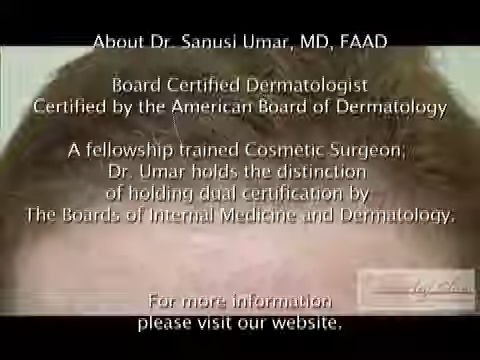 About Dr. Sanusi Umar, MD, FAAD
Board Certified Dermatologist
Certified by the American Board of Dermatology
A fellowship trained Cosmetic Surgeon;
Dr. Umar holds the distinction
of holding dual certification by
The Boards of Internal Medicine and Dermatology.
For more information
please visit our website.